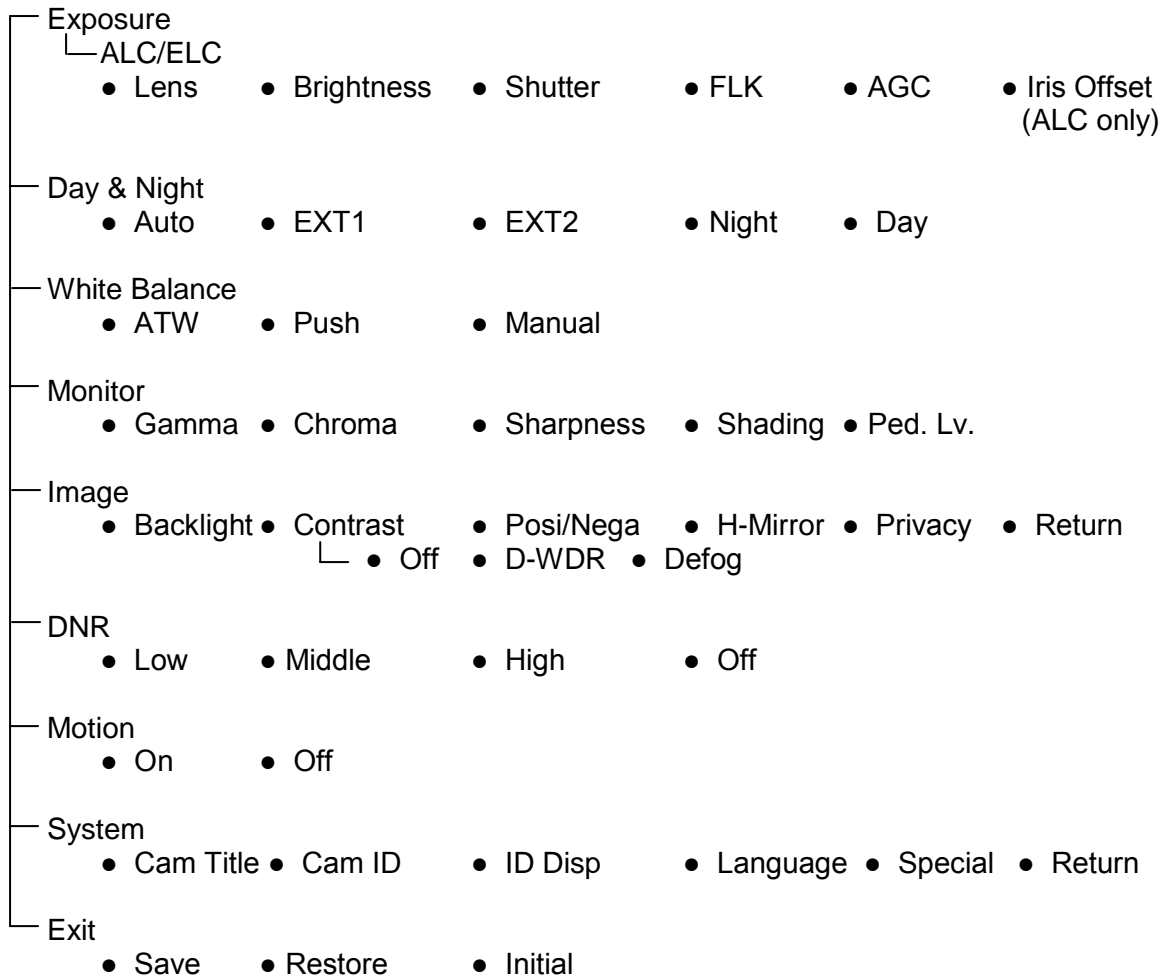 Exposure
ALC/ELC
● Lens ● Brightness ● Shutter ● FLK ● AGC ● Iris Offset
(ALC only)
Day & Night
● Auto ● EXT1 ● EXT2 ● Night ● Day
White Balance
● ATW ● Push ● Manual
Monitor
● Gamma ● Chroma ● Sharpness ● Shading ● Ped. Lv.
Image
● Backlight ● Contrast ● Posi/Nega ● H-Mirror ● Privacy ● Return
● Off ● D-WDR ● Defog
DNR
● Low ● Middle ● High ● Off
Motion
● On ● Off
System
● Cam Title ● Cam ID ● ID Disp ● Language ● Special ● Return
Exit
● Save ● Restore ● Initial